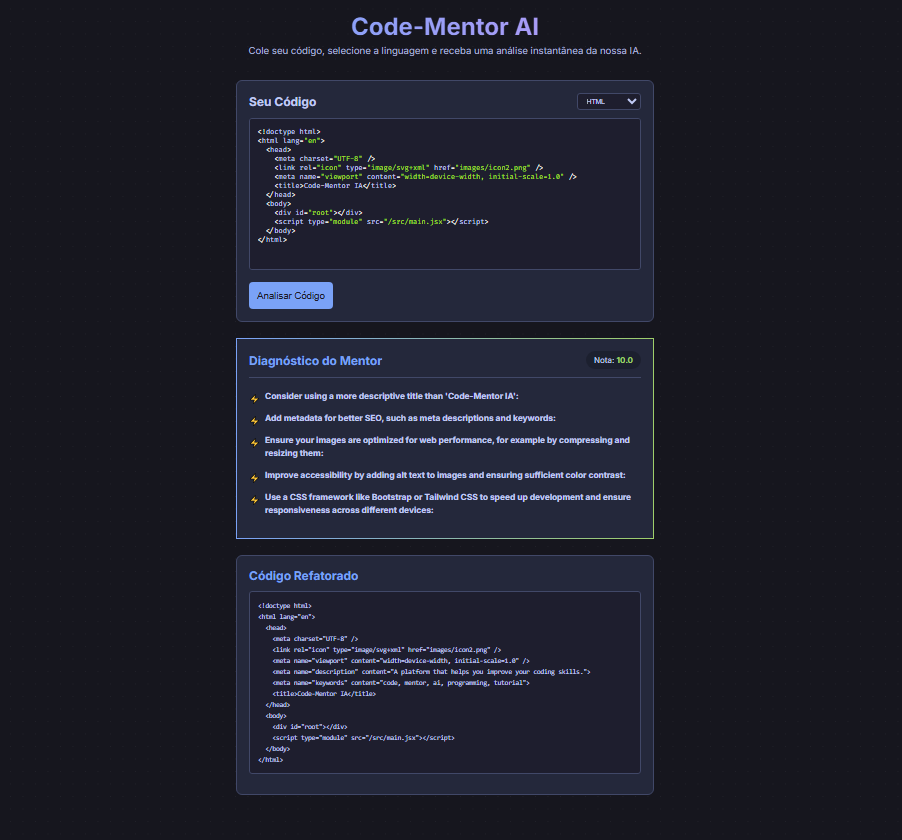 Code-Mentor AI
Cole seu código, selecione a linguagem e receba uma análise instantânea da nossa IA.
Seu Código
HTML
<!doctype html>
<html lang="en">
  <head>
    <meta charset="UTF-8" />
    <link rel="icon" type="image/svg+xml" href="images/icon2.png" />
    <meta name="viewport" content="width=device-width, initial-scale=1.0" />
    <title>Code-Mentor IA</title>
  </head>
  <body>
    <div id="root"></div>
    <script type="module" src="/src/main.jsx"></script>
  </body>
</html>
Analisar Código
Diagnóstico do Mentor
Nota: 10.0
Consider using a more descriptive title than 'Code-Mentor IA':
Add metadata for better SEO, such as meta descriptions and keywords:
Ensure your images are optimized for web performance, for example by compressing and
resizing them:
Improve accessibility by adding alt text to images and ensuring sufficient color contrast:
Use a CSS framework like Bootstrap or Tailwind CSS to speed up development and ensure
responsiveness across different devices:
Código Refatorado
<!doctype html>
<html lang="en">
  <head>
    <meta charset="UTF-8" />
    <link rel="icon" type="image/svg+xml" href="images/icon2.png" />
    <meta name="viewport" content="width=device-width, initial-scale=1.0" />
    <meta name="description" content="A platform that helps you improve your coding skills.">
    <meta name="keywords" content="code, mentor, ai, programming, tutorial">
    <title>Code-Mentor IA</title>
  </head>
  <body>
    <div id="root"></div>
    <script type="module" src="/src/main.jsx"></script>
  </body>
</html>